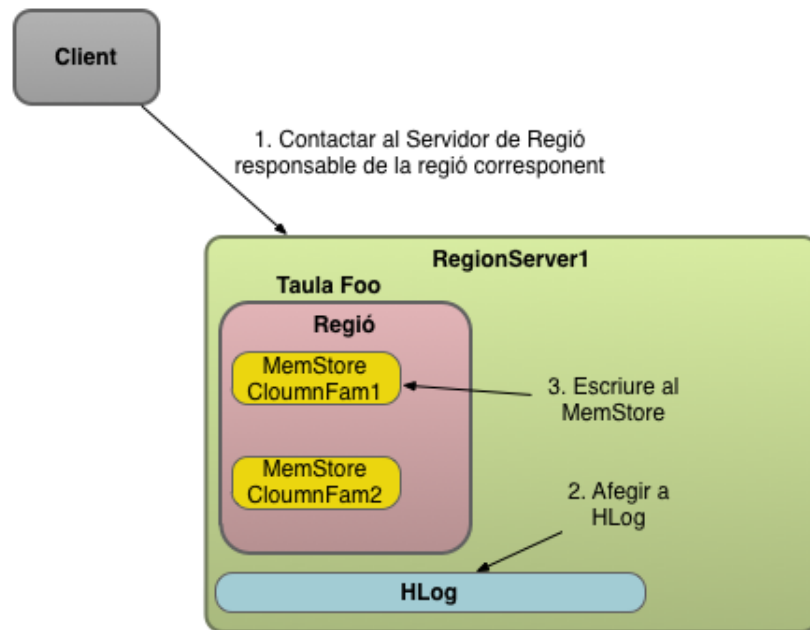 Client
1. Contactar al Servidor de Regió
responsable de la regió corresponent
RegionServer1
Taula Foo
Regió
MemStore
CloumnFam1
3. Escriure al
MemStore
MemStore
CloumnFam2
2. Afegir a
HLog
HLog